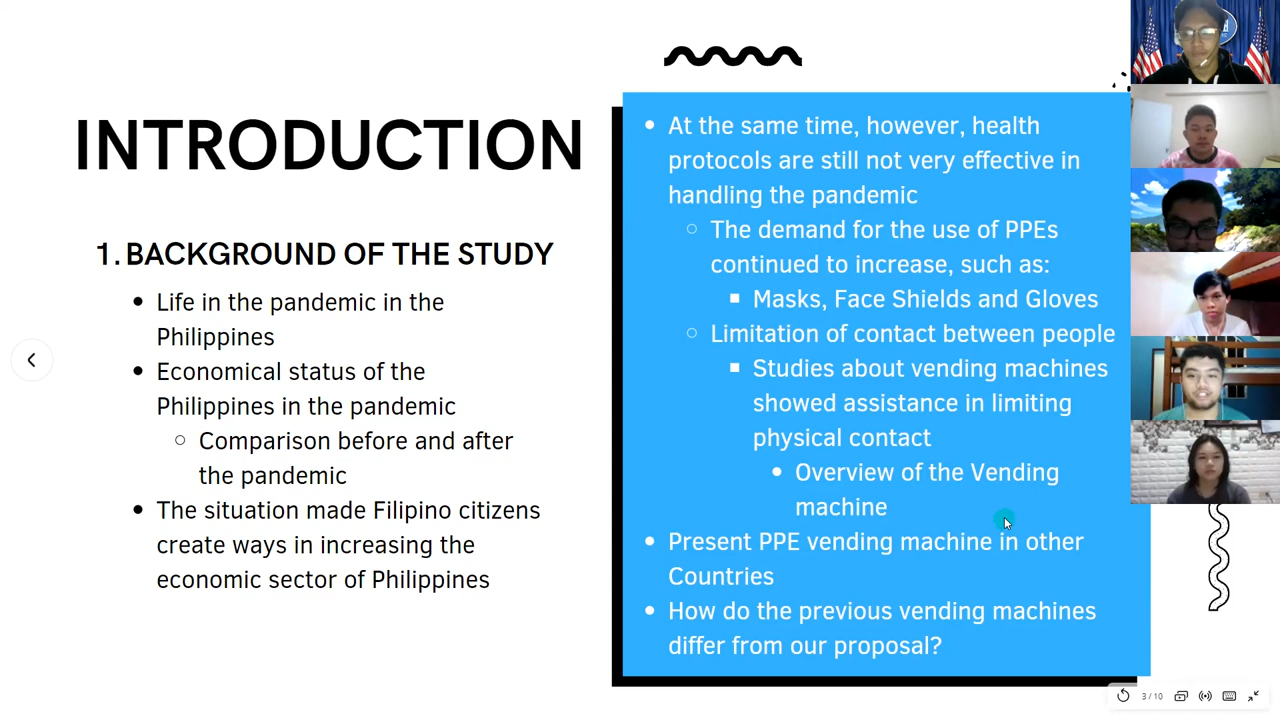 INTRODUCTION
1. BACKGROUND OF THE STUDY
Life in the pandemic in the
Philippines
Economical status of the
Philippines in the pandemic
Comparison before and after
the pandemic
The situation made Filipino citizens
create ways in increasing the
economic sector of Philippines
At the same time, however, health
protocols are still not very effective in
handling the pandemic
The demand for the use of PPEs
continued to increase, such as:
Masks, Face Shields and Gloves
Limitation of contact between people
Studies about vending machines
showed assistance in limiting
physical contact
Overview of the Vending
machine
Present PPE vending machine in other
Countries
How do the previous vending machines
differ from our proposal?
3 / 10